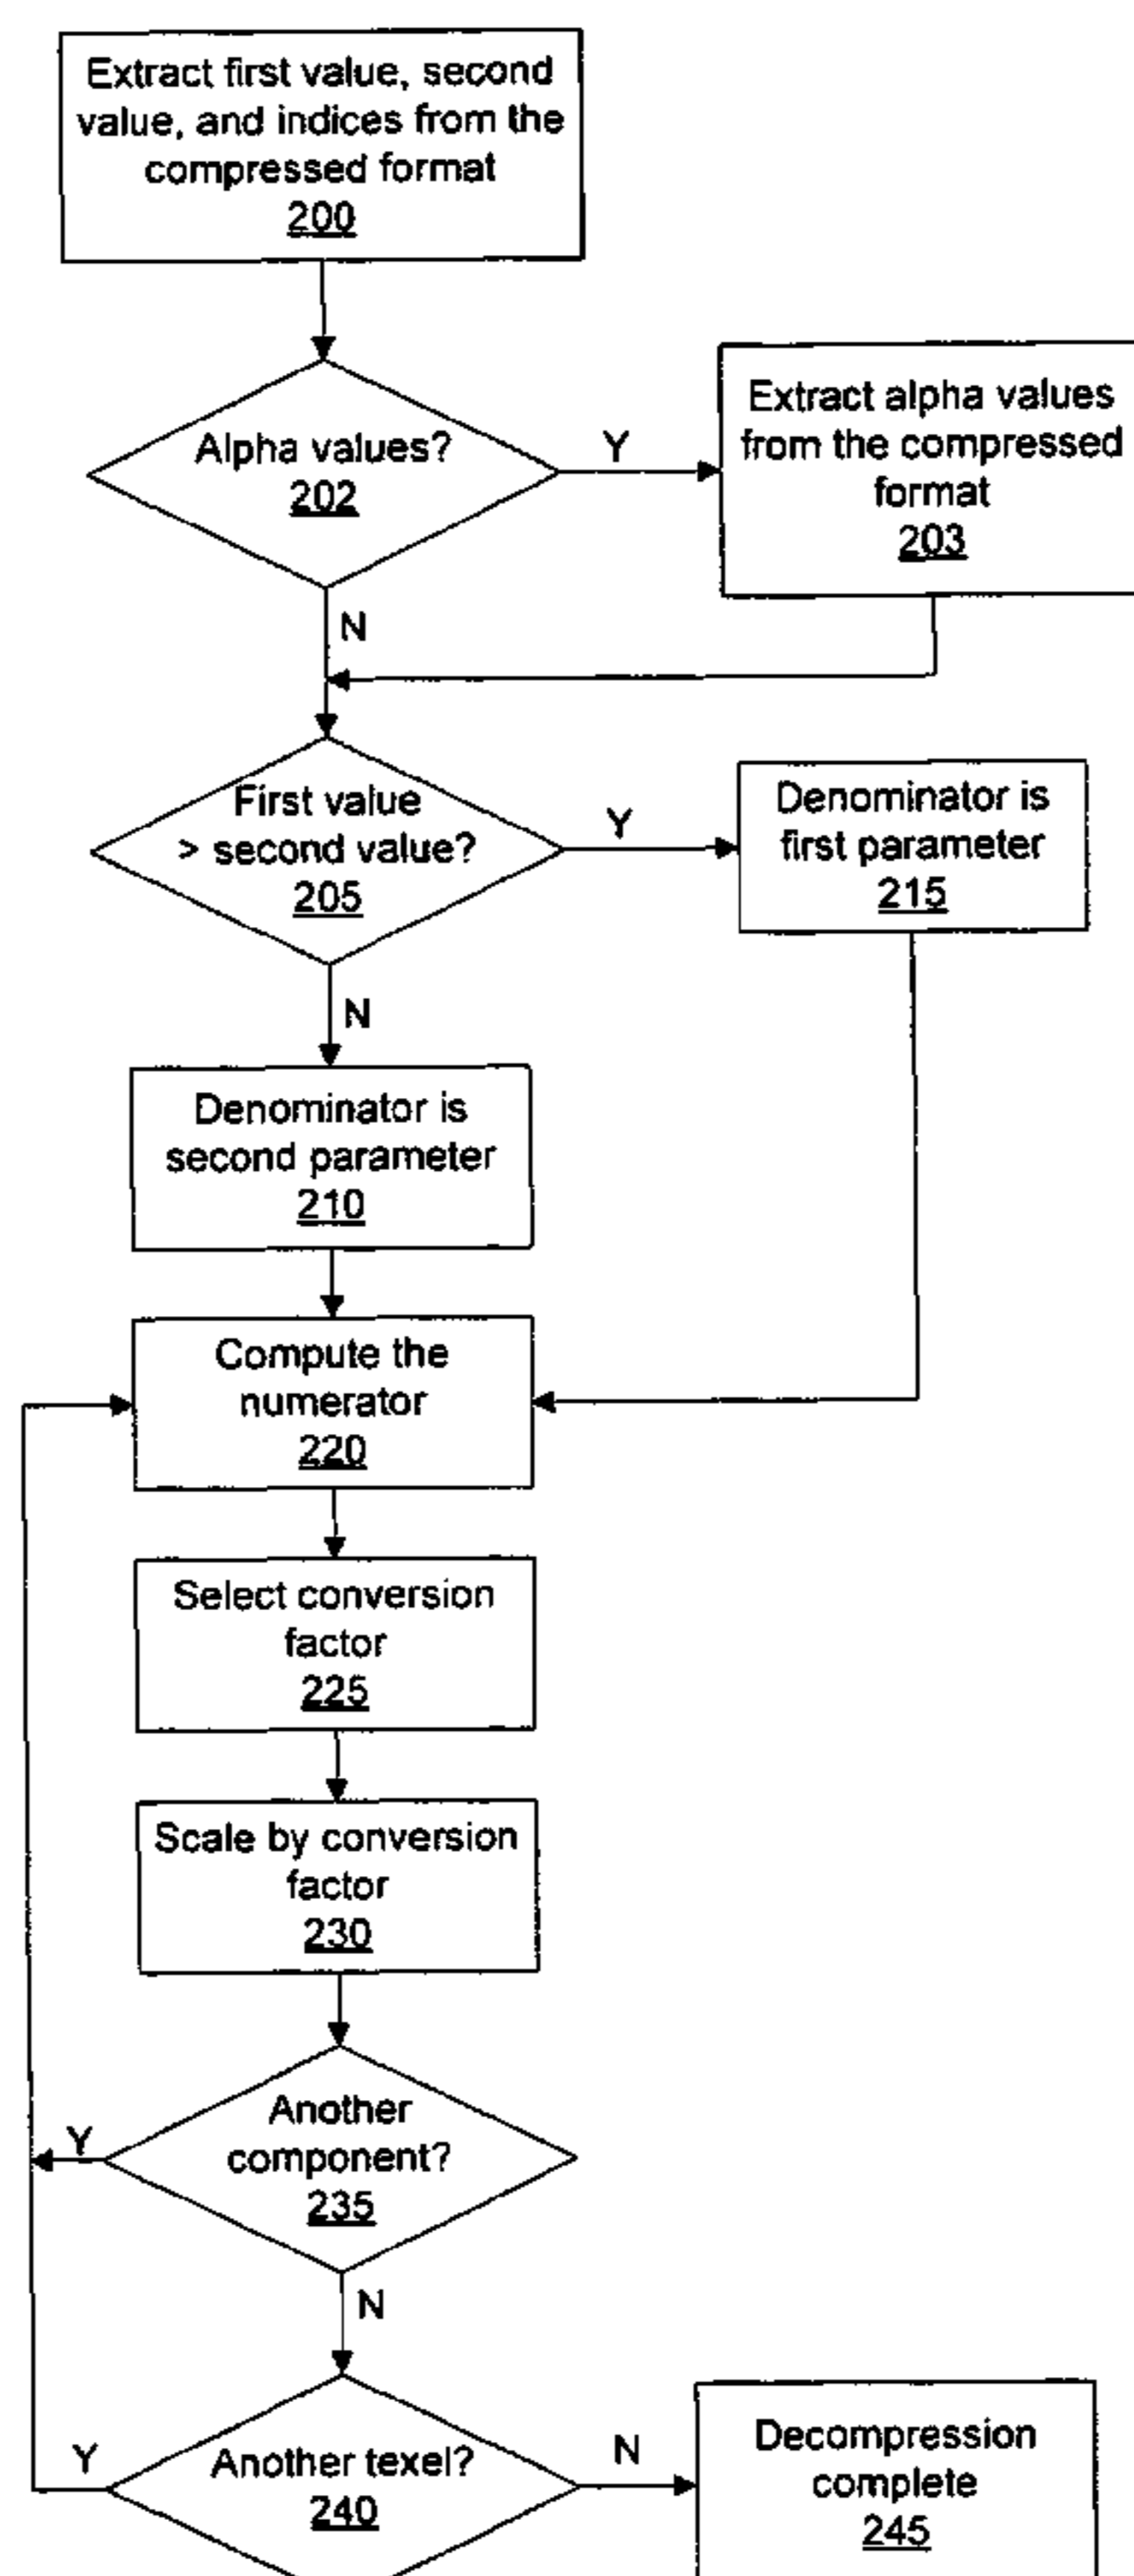 Extract first value, second
value, and indices from the
compressed format
200
Alpha values?
202
Y
Extract alpha values
from the compressed
format
203
N
First value
> second value?
205
Y
Denominator is
first parameter
215
N
Denominator is
second parameter
210
Compute the
numerator
220
Select conversion
factor
225
Scale by conversion
factor
230
Another
component?
235
Y
N
Another texel?
240
Y
N
Decompression
complete
245